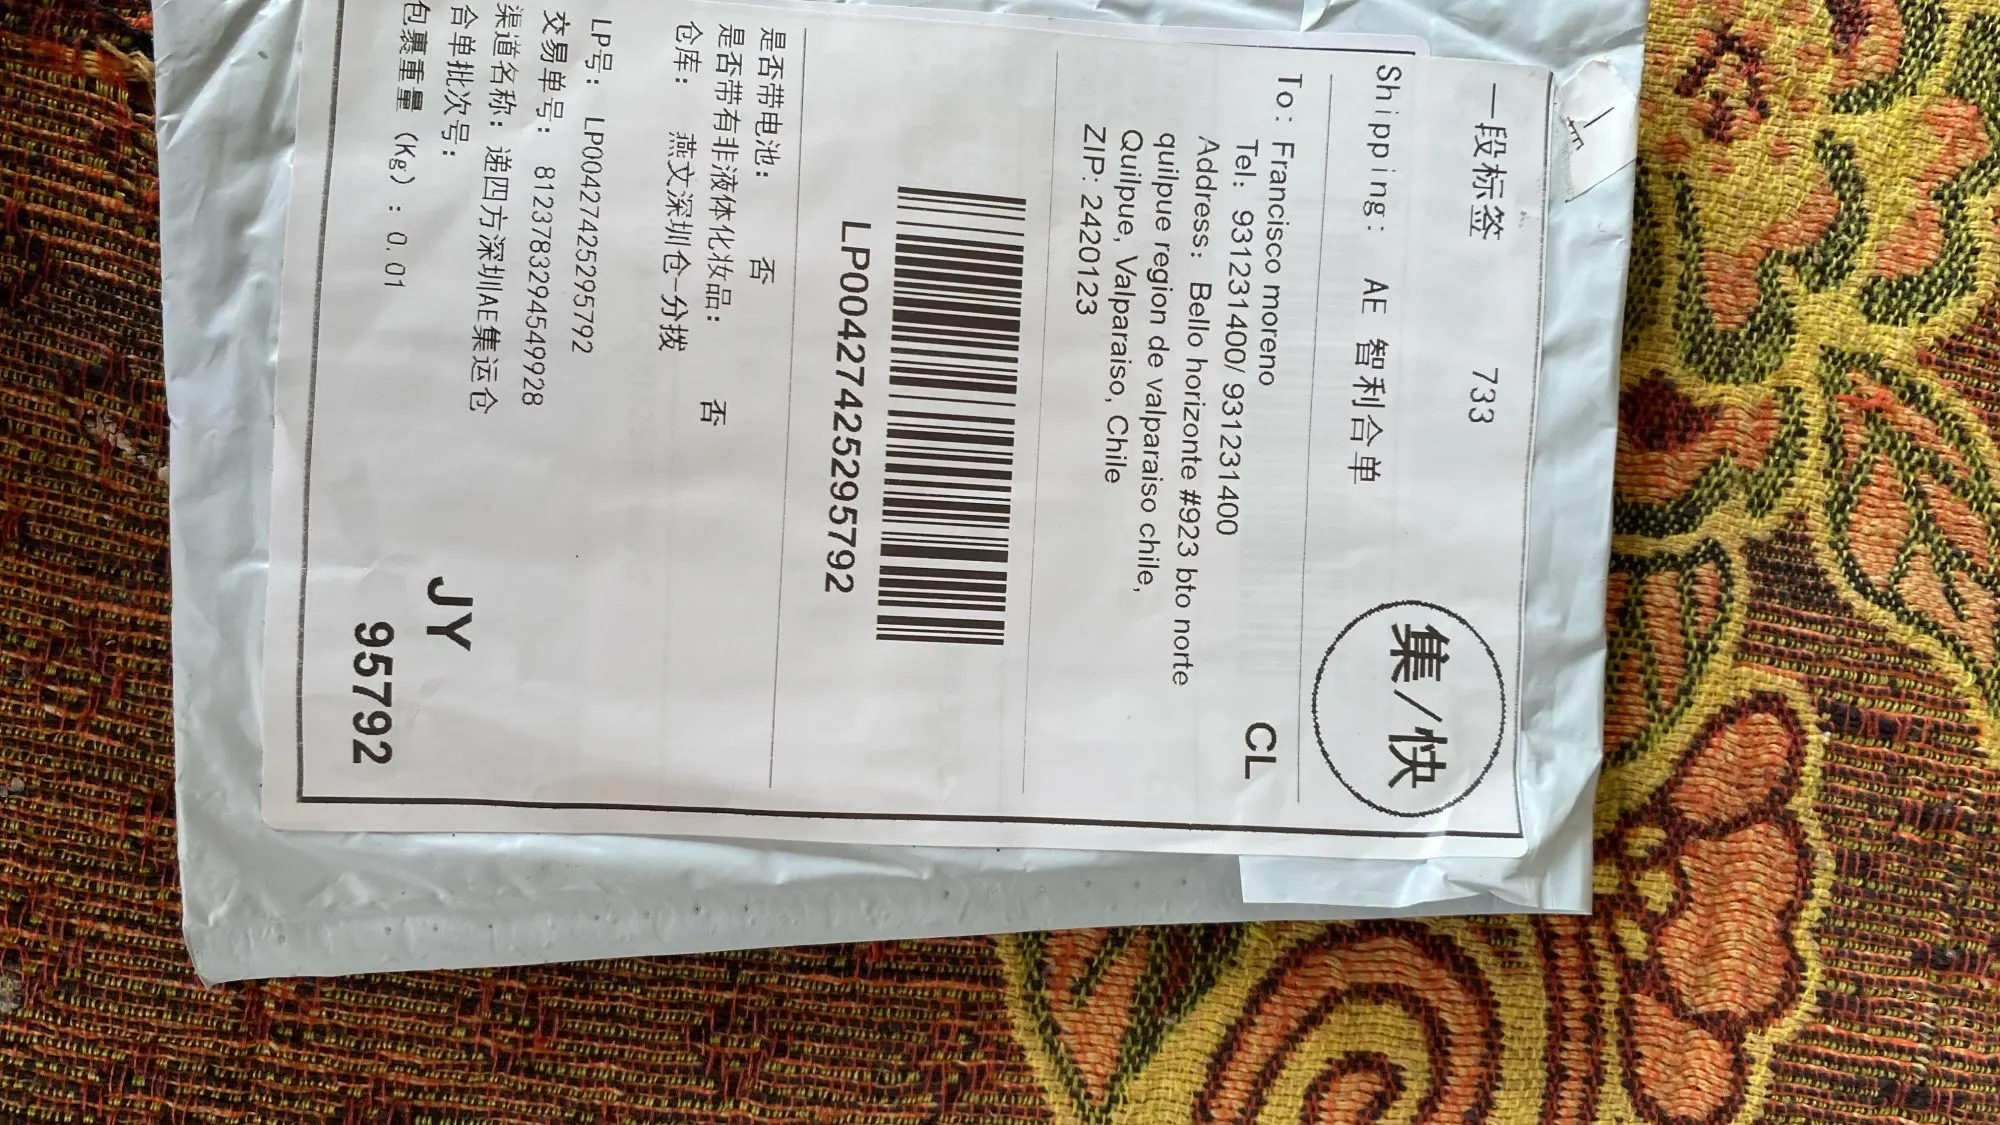 一段标签 733
Shipping: AE 智利合单
集/快
To: Francisco moreno
CL
Tel: 931231400/ 931231400
Address: Bello horizonte #923 bto norte
quilpue region de valparaiso chile,
Quilpue, Valparaiso, Chile
ZIP: 2420123
LP00427425295792
是否带电池: 否
是否带有非液体化妆品: 否
仓库: 燕文深圳仓-分拨
LP号: LP00427425295792
交易单号: 8123783294549928
渠道名称: 递四方深圳AE集运仓
合单批次号:
包裹重量 (Kg) : 0.01
JY
95792